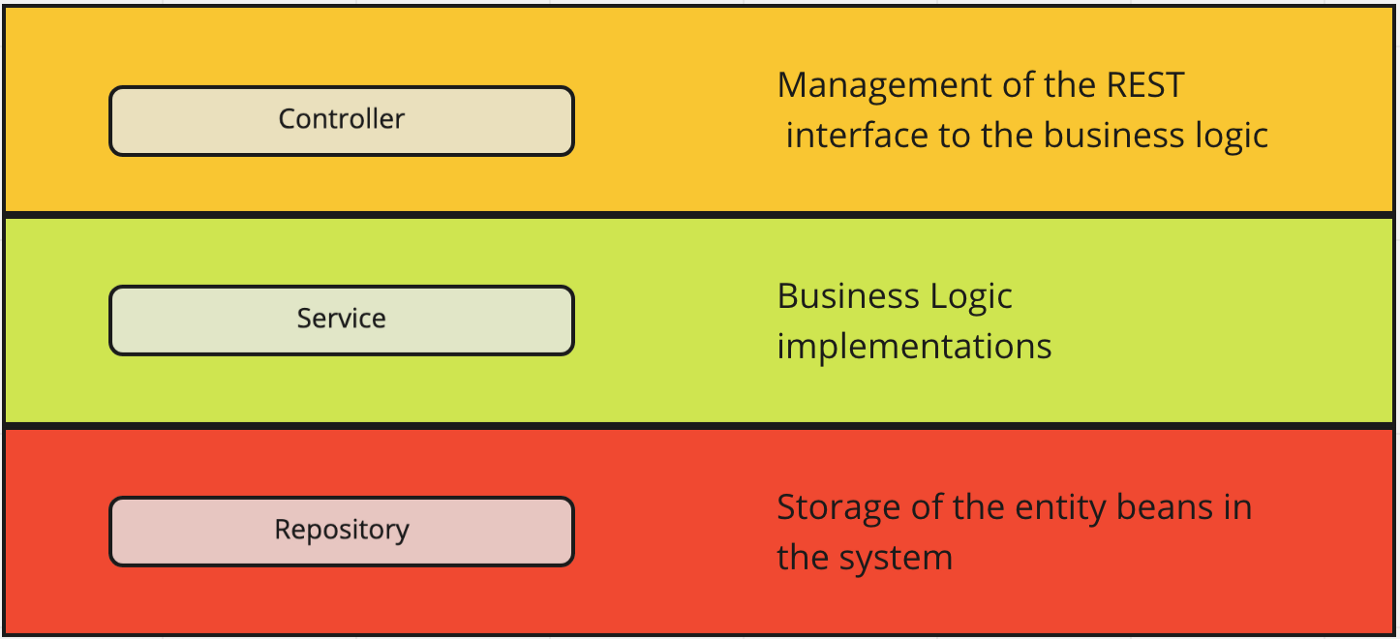 Controller
Management of the REST
interface to the business logic
Service
Business Logic
implementations
Repository
Storage of the entity beans in
the system